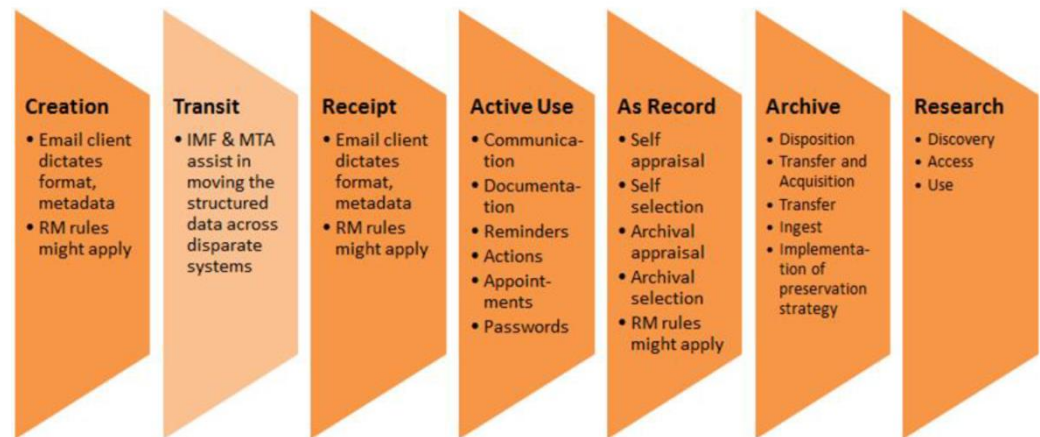 Creation
• Email client
dictates
format,
metadata
• RM rules
might apply
Transit
• IMF & MTA
assist in
moving the
structured
data across
disparate
systems
Receipt
• Email client
dictates
format,
metadata
• RM rules
might apply
Active Use
• Communica-
tion
• Documenta-
tion
• Reminders
• Actions
• Appoint-
ments
• Passwords
As Record
• Self
appraisal
• Self
selection
• Archival
appraisal
• Archival
selection
• RM rules
might apply
Archive
• Disposition
• Transfer and
Acquisition
• Transfer
• Ingest
• Implementa-
tion of
preservation
strategy
Research
• Discovery
• Access
• Use